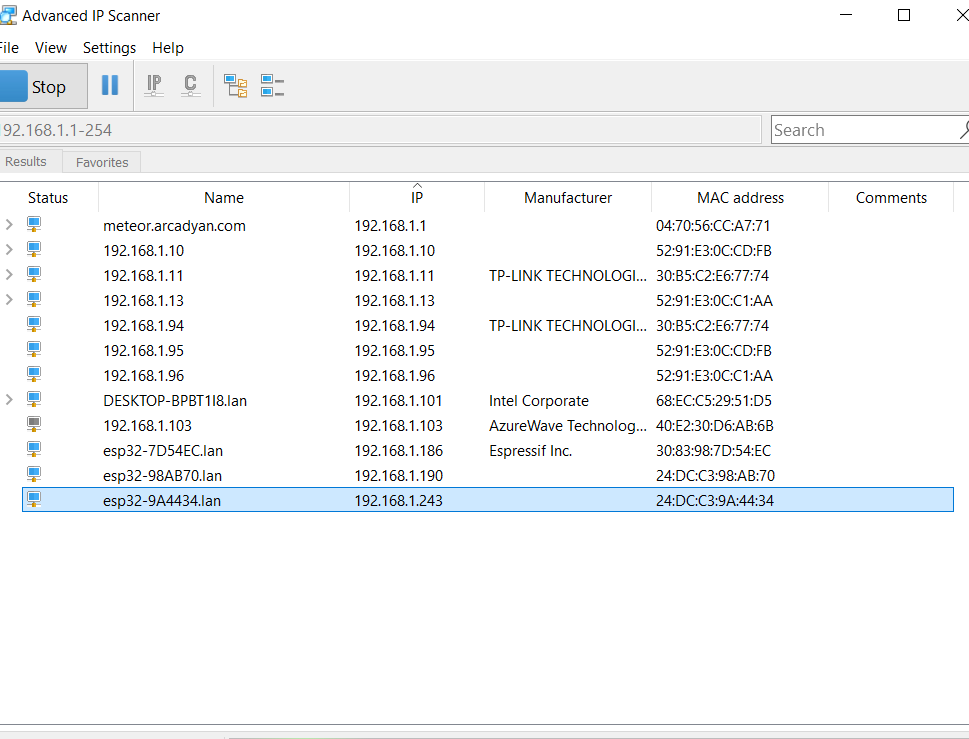 Advanced IP Scanner
File View Settings Help
Stop IP C
192.168.1.1-254 Search
Results Favorites
Status Name IP Manufacturer MAC address Comments
meteor.arcadyan.com 192.168.1.1 04:70:56:CC:A7:71
192.168.1.10 192.168.1.10 52:91:E3:0C:CD:FB
192.168.1.11 192.168.1.11 TP-LINK TECHNOLOGI... 30:B5:C2:E6:77:74
192.168.1.13 192.168.1.13 52:91:E3:0C:C1:AA
192.168.1.94 192.168.1.94 TP-LINK TECHNOLOGI... 30:B5:C2:E6:77:74
192.168.1.95 192.168.1.95 52:91:E3:0C:CD:FB
192.168.1.96 192.168.1.96 52:91:E3:0C:C1:AA
DESKTOP-BPBT1I8.lan 192.168.1.101 Intel Corporate 68:EC:C5:29:51:D5
192.168.1.103 192.168.1.103 AzureWave Technolog... 40:E2:30:D6:AB:6B
esp32-7D54EC.lan 192.168.1.186 Espressif Inc. 30:83:98:7D:54:EC
esp32-98AB70.lan 192.168.1.190 24:DC:C3:98:AB:70
esp32-9A4434.lan 192.168.1.243 24:DC:C3:9A:44:34